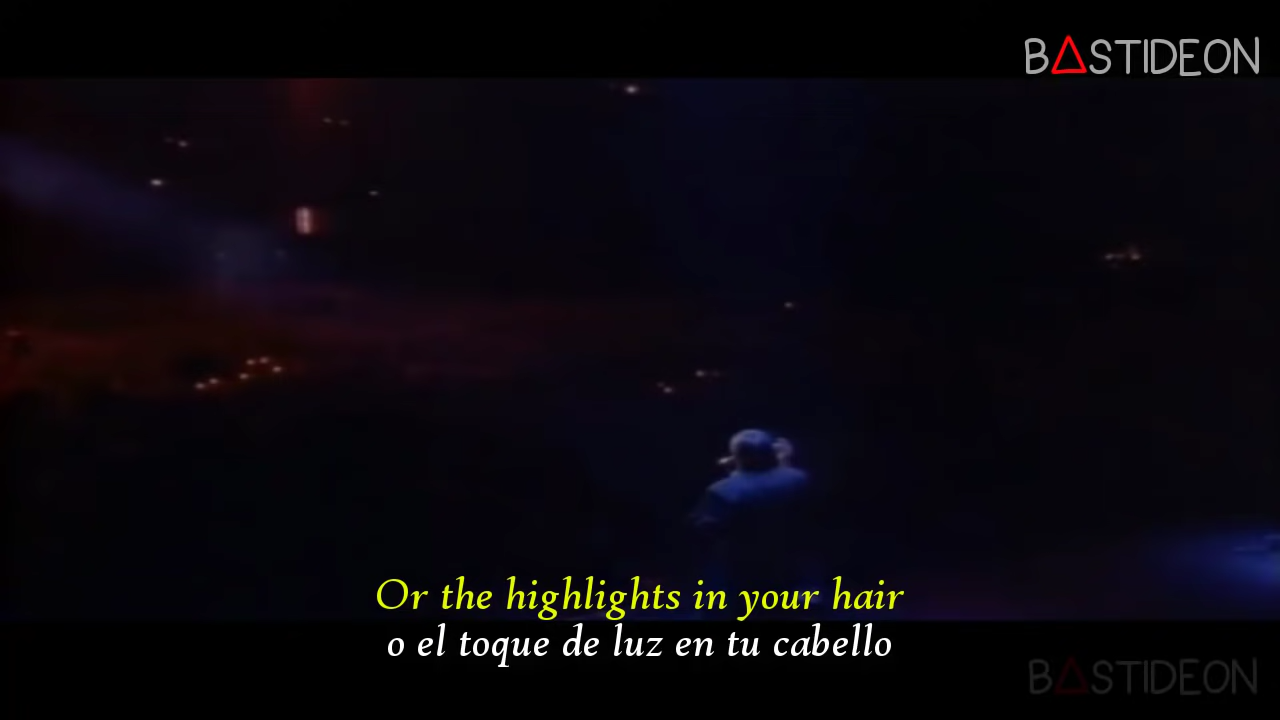 BASTIDEON
Or the highlights in your hair
o el toque de luz en tu cabello
BASTIDEON